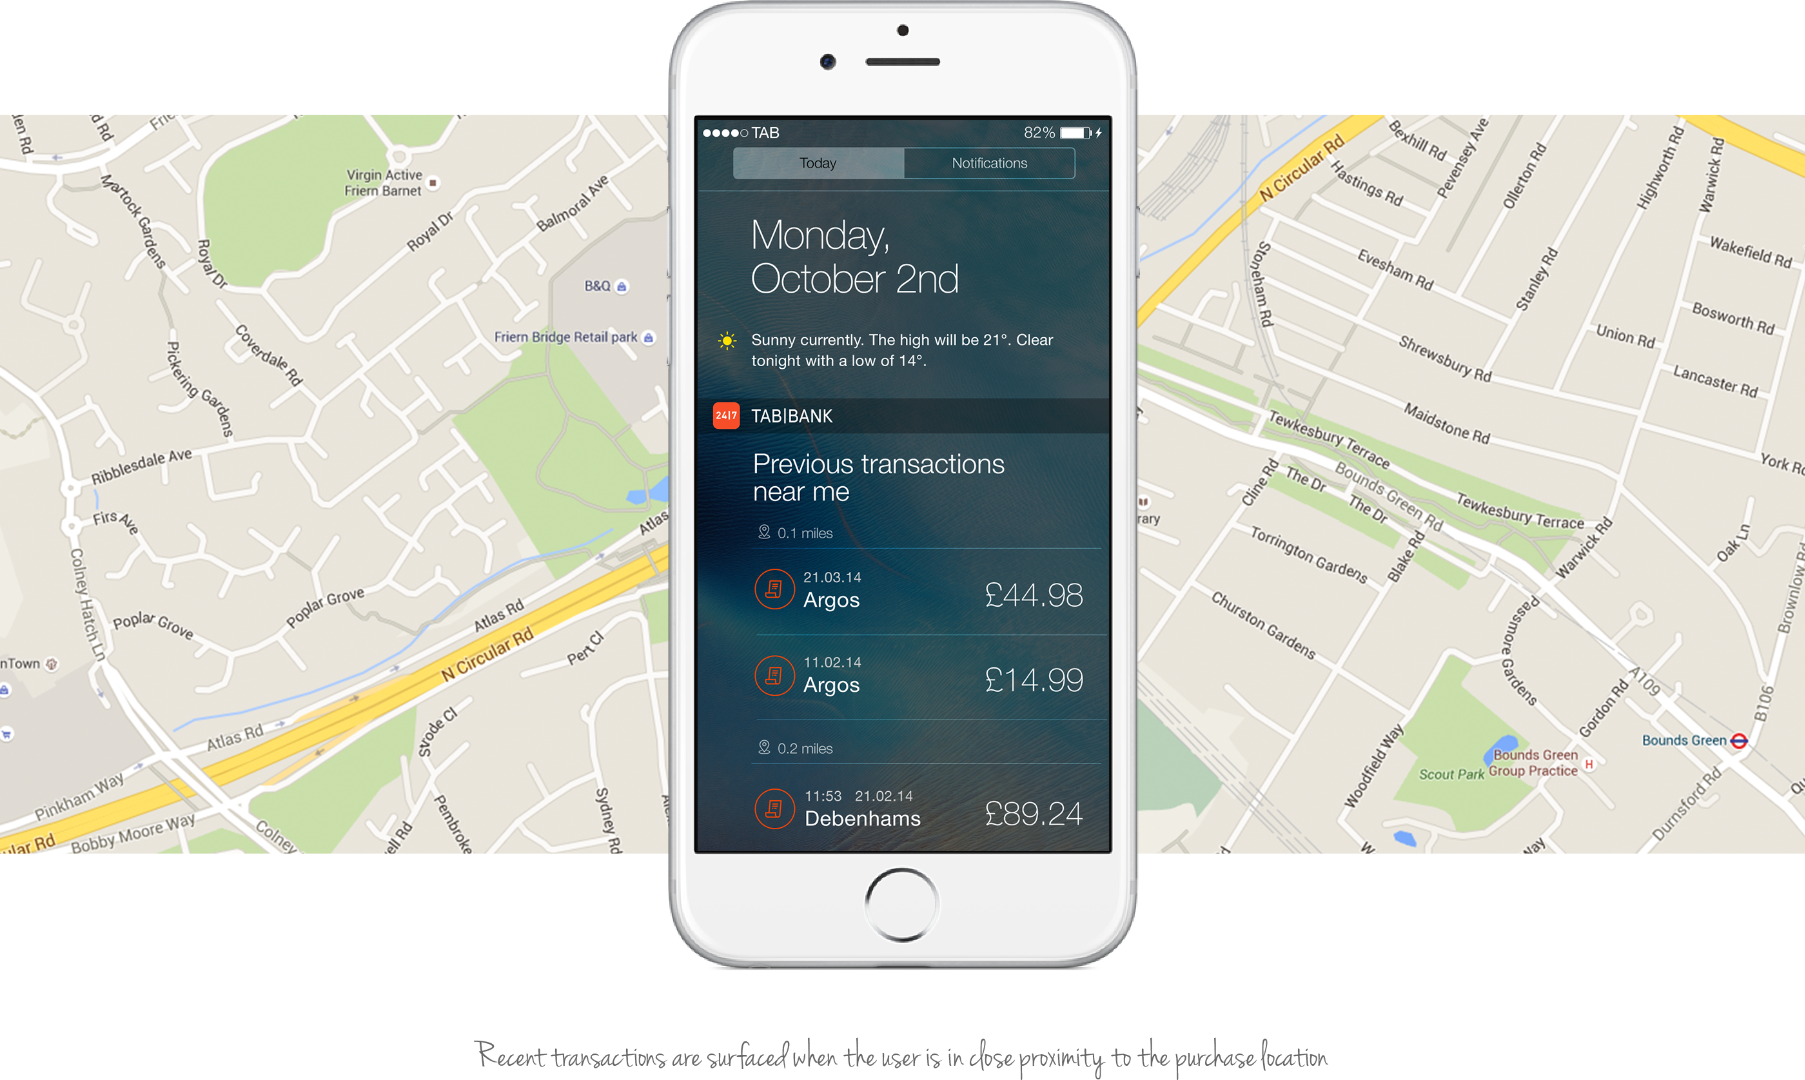 TAB
82%
Today
Notifications
Monday,
October 2nd
Sunny currently. The high will be 21°. Clear
tonight with a low of 14°.
24|7
TAB|BANK
Previous transactions
near me
0.1 miles
21.03.14
Argos
£44.98
11.02.14
Argos
£14.99
0.2 miles
11:53 21.02.14
Debenhams
£89.24
Virgin Active
Friern Barnet
Martock Gardens
Royal Dr
Royal Dr
Balmoral Ave
B&Q
Friern Bridge Retail park
Coverdale Rd
Pickering Gardens
Ribblesdale Ave
Firs Ave
Colney Hatch Ln
Poplar Grove
Poplar Grove
Atlas
Atlas Rd
N Circular Rd
Pert Cl
nTown
Atlas Rd
Svode Cl
Pinkham Way
Bobby Moore Way
ular Rd
Colney
ell Rd
Pembroke
Sydney Rd
N Circular Rd
Bexhill Rd
Hastings Rd
Pevensey Ave
Ollerton Rd
Highworth Rd
Warwick Rd
Wakefield Rd
Evesham Rd
Stanley Rd
Stoneham Rd
Bosworth Rd
Union Rd
Shrewsbury Rd
Lancaster Rd
Maidstone Rd
Tewkesbury Terrace
York Rd
Bounds Green Rd
Cline Rd
The Dr
The Dr
Tewkesbury Terrace
rary
Torrington Gardens
Blake Rd
Warwick Rd
Oak Ln
Brownlow Rd
Churston Gardens
Passmore Gardens
A109
Gordon Rd
B106
Bounds Green
Woodfield Way
Scout Park
Bounds Green
Group Practice
H
Durnsford Rd
Recent transactions are surfaced when the user is in close proximity to the purchase location